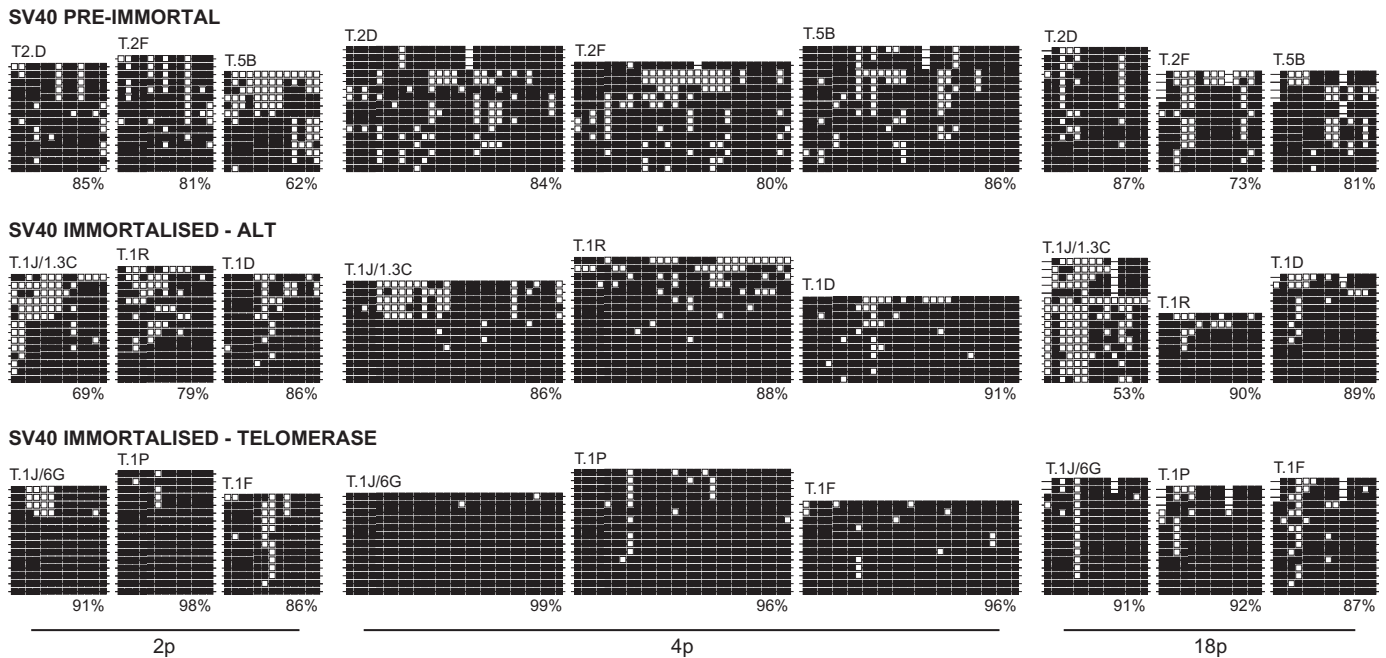 SV40 PRE-IMMORTAL
T2.D T.2F T.5B T.2D T.2F T.5B T.2D T.2F T.5B
85% 81% 62% 84% 80% 86% 87% 73% 81%
SV40 IMMORTALISED - ALT
T.1J/1.3C T.1R T.1D T.1J/1.3C T.1R T.1D T.1J/1.3C T.1R T.1D
69% 79% 86% 86% 88% 91% 53% 90% 89%
SV40 IMMORTALISED - TELOMERASE
T.1J/6G T.1P T.1F T.1J/6G T.1P T.1F T.1J/6G T.1P T.1F
91% 98% 86% 99% 96% 96% 91% 92% 87%
2p 4p 18p